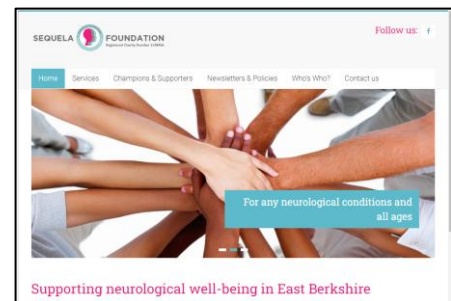 SEQUELA FOUNDATION
Follow us: f
Home Services Champions & Supporters Newsletters & Policies Who's Who? Contact us
For any neurological conditions and
all ages
Supporting neurological well-being in East Berkshire